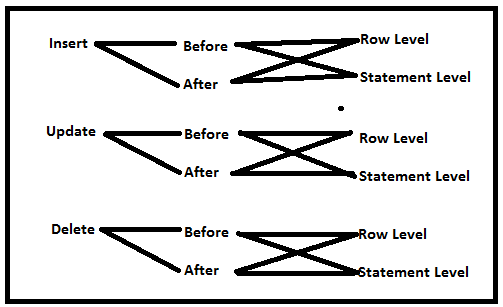 Insert Before Row Level
After Statement Level
Update Before Row Level
After Statement Level
Delete Before Row Level
After Statement Level